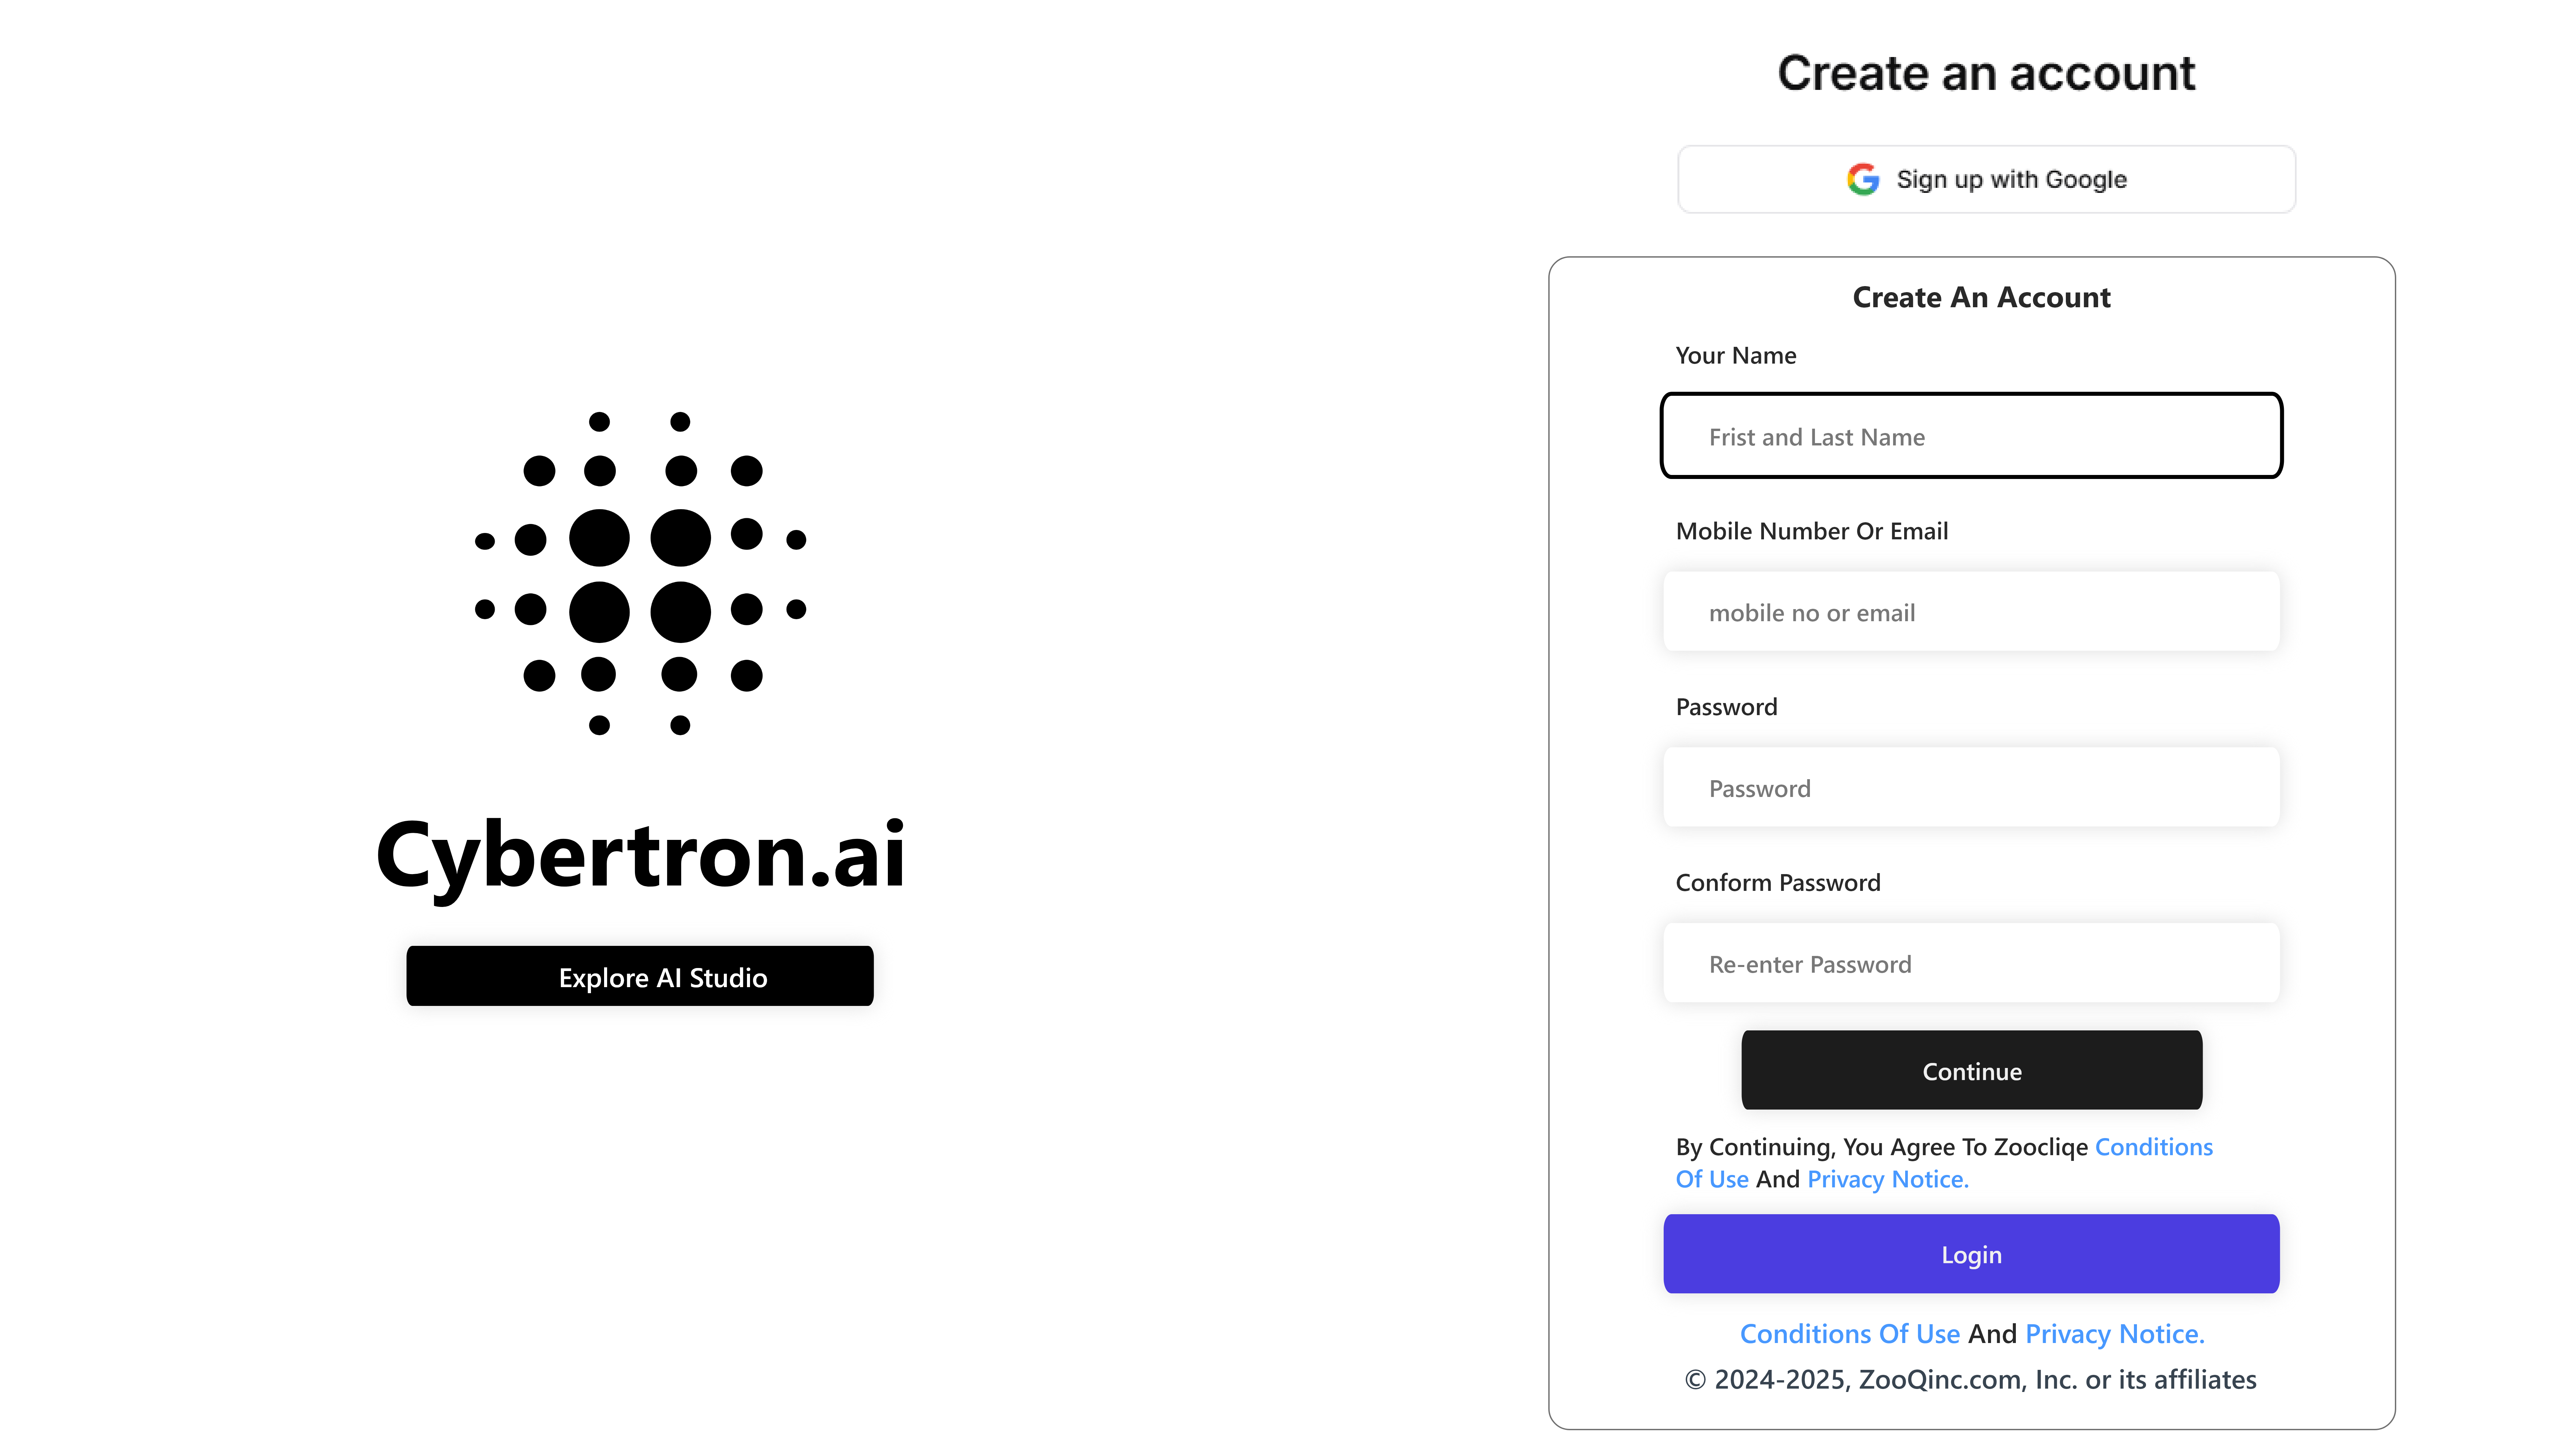 Cybertron.ai
Explore AI Studio
Create an account
Sign up with Google
Create An Account
Your Name
Frist and Last Name
Mobile Number Or Email
mobile no or email
Password
Password
Conform Password
Re-enter Password
Continue
By Continuing, You Agree To Zoocliqe Conditions
Of Use And Privacy Notice.
Login
Conditions Of Use And Privacy Notice.
© 2024-2025, ZooQinc.com, Inc. or its affiliates